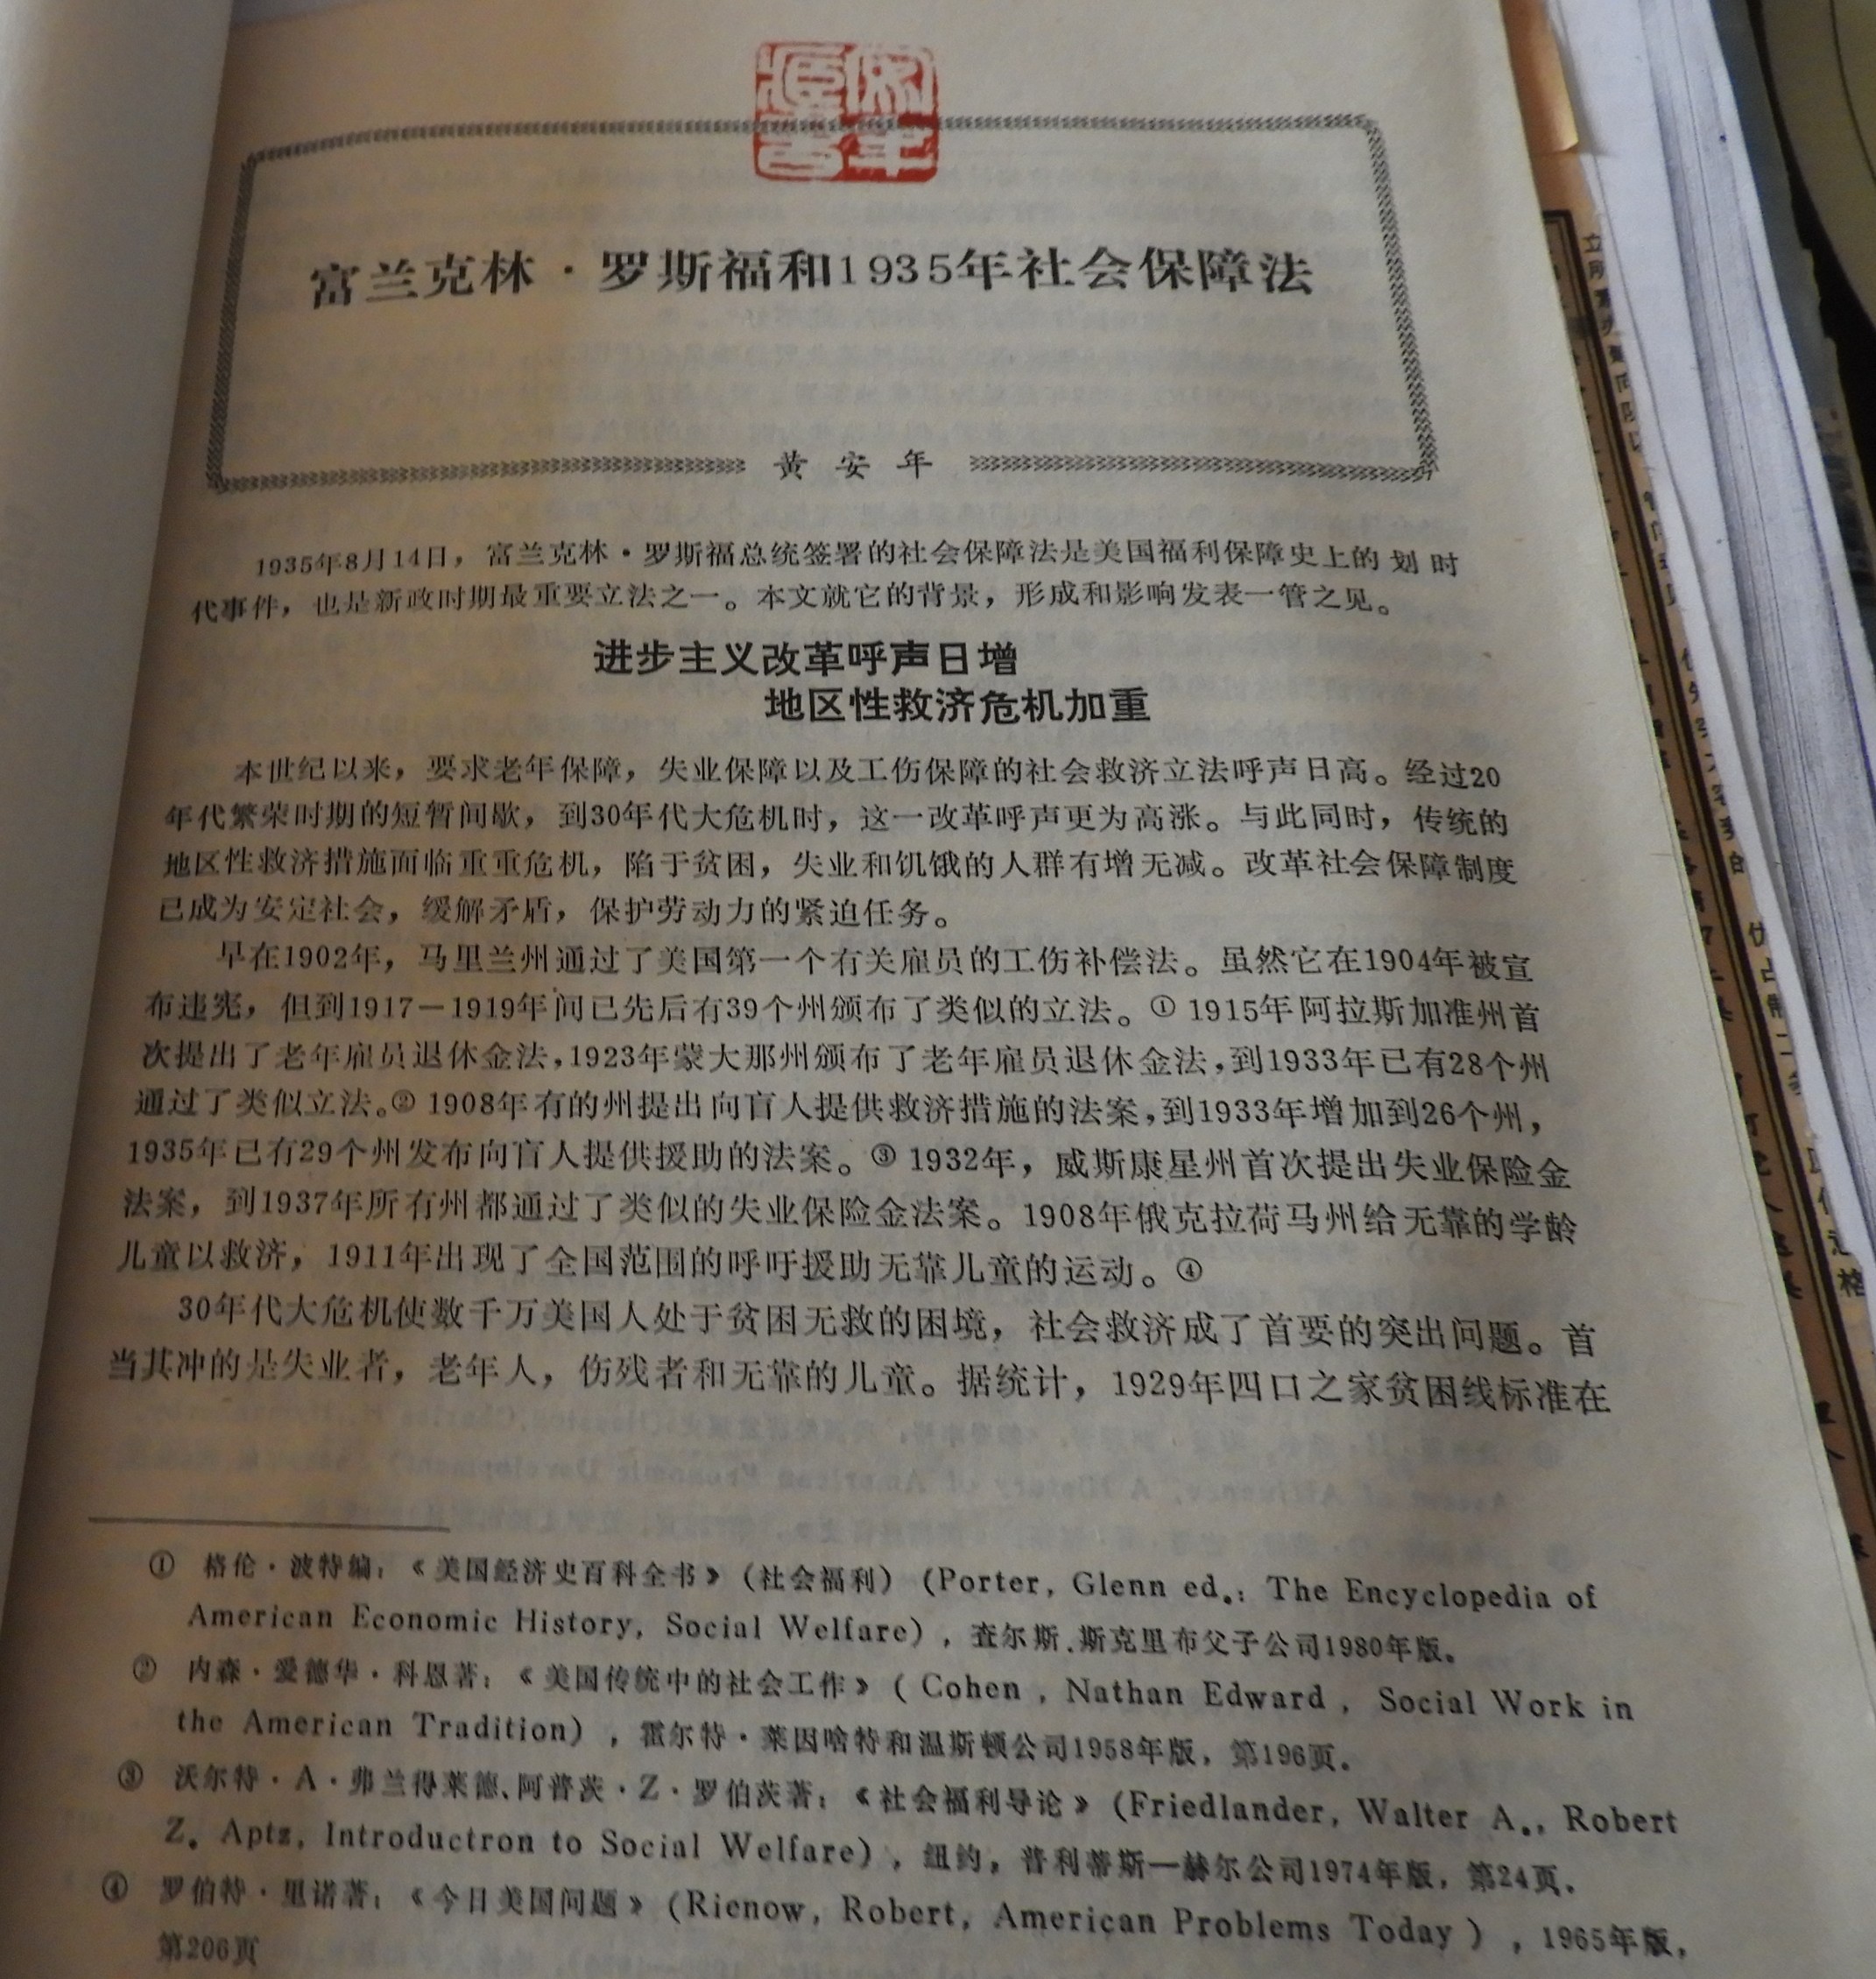 富兰克林·罗斯福和1935年社会保障法
黄安年
1935年8月14日，富兰克林·罗斯福总统签署的社会保障法是美国福利保障史上的划时
代事件，也是新政时期最重要立法之一。本文就它的背景，形成和影响发表一管之见。
进步主义改革呼声日增
地区性救济危机加重
本世纪以来，要求老年保障，失业保障以及工伤保障的社会救济立法呼声日高。经过20
年代繁荣时期的短暂间歇，到30年代大危机时，这一改革呼声更为高涨。与此同时，传统的
地区性救济措施面临重重危机，陷于贫困，失业和饥饿的人群有增无减。改革社会保障制度
已成为安定社会，缓解矛盾，保护劳动力的紧迫任务。
早在1902年，马里兰州通过了美国第一个有关雇员的工伤补偿法。虽然它在1904年被宣
布违宪，但到1917－1919年间已先后有39个州颁布了类似的立法。① 1915年阿拉斯加准州首
次提出了老年雇员退休金法，1923年蒙大那州颁布了老年雇员退休金法，到1933年已有28个州
通过了类似立法。② 1908年有的州提出向盲人提供救济措施的法案，到1933年增加到26个州，
1935年已有29个州发布向盲人提供援助的法案。③ 1932年，威斯康星州首次提出失业保险金
法案，到1937年所有州都通过了类似的失业保险金法案。1908年俄克拉荷马州给无靠的学龄
儿童以救济，1911年出现了全国范围的呼吁援助无靠儿童的运动。④
30年代大危机使数千万美国人处于贫困无救的困境，社会救济成了首要的突出问题。首
当其冲的是失业者，老年人，伤残者和无靠的儿童。据统计，1929年四口之家贫困线标准在
① 格伦·波特编：《美国经济史百科全书》（社会福利）(Porter, Glenn ed.: The Encyclopedia of
American Economic History, Social Welfare)，查尔斯.斯克里布父子公司1980年版。
② 内森·爱德华·科恩著：《美国传统中的社会工作》(Cohen, Nathan Edward, Social Work in
the American Tradition)，霍尔特·莱因哈特和温斯顿公司1958年版，第196页。
③ 沃尔特·A·弗兰得莱德、阿普茨·Z·罗伯茨著：《社会福利导论》(Friedlander, Walter A., Robert
Z. Aptz, Introductron to Social Welfare)，纽约，普利蒂斯—赫尔公司1974年版，第24页。
④ 罗伯特·里诺著：《今日美国问题》(Rienow, Robert, American Problems Today)，1965年版，
第206页